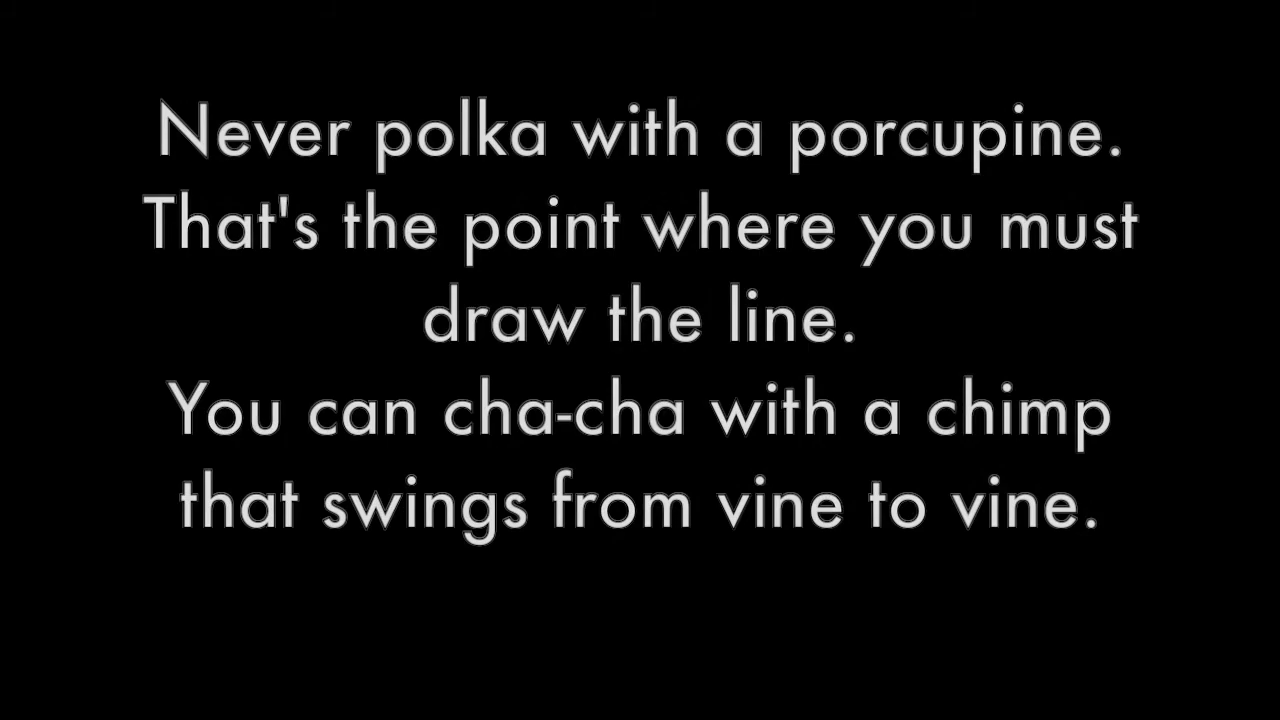 Never polka with a porcupine.
That's the point where you must
draw the line.
You can cha-cha with a chimp
that swings from vine to vine.